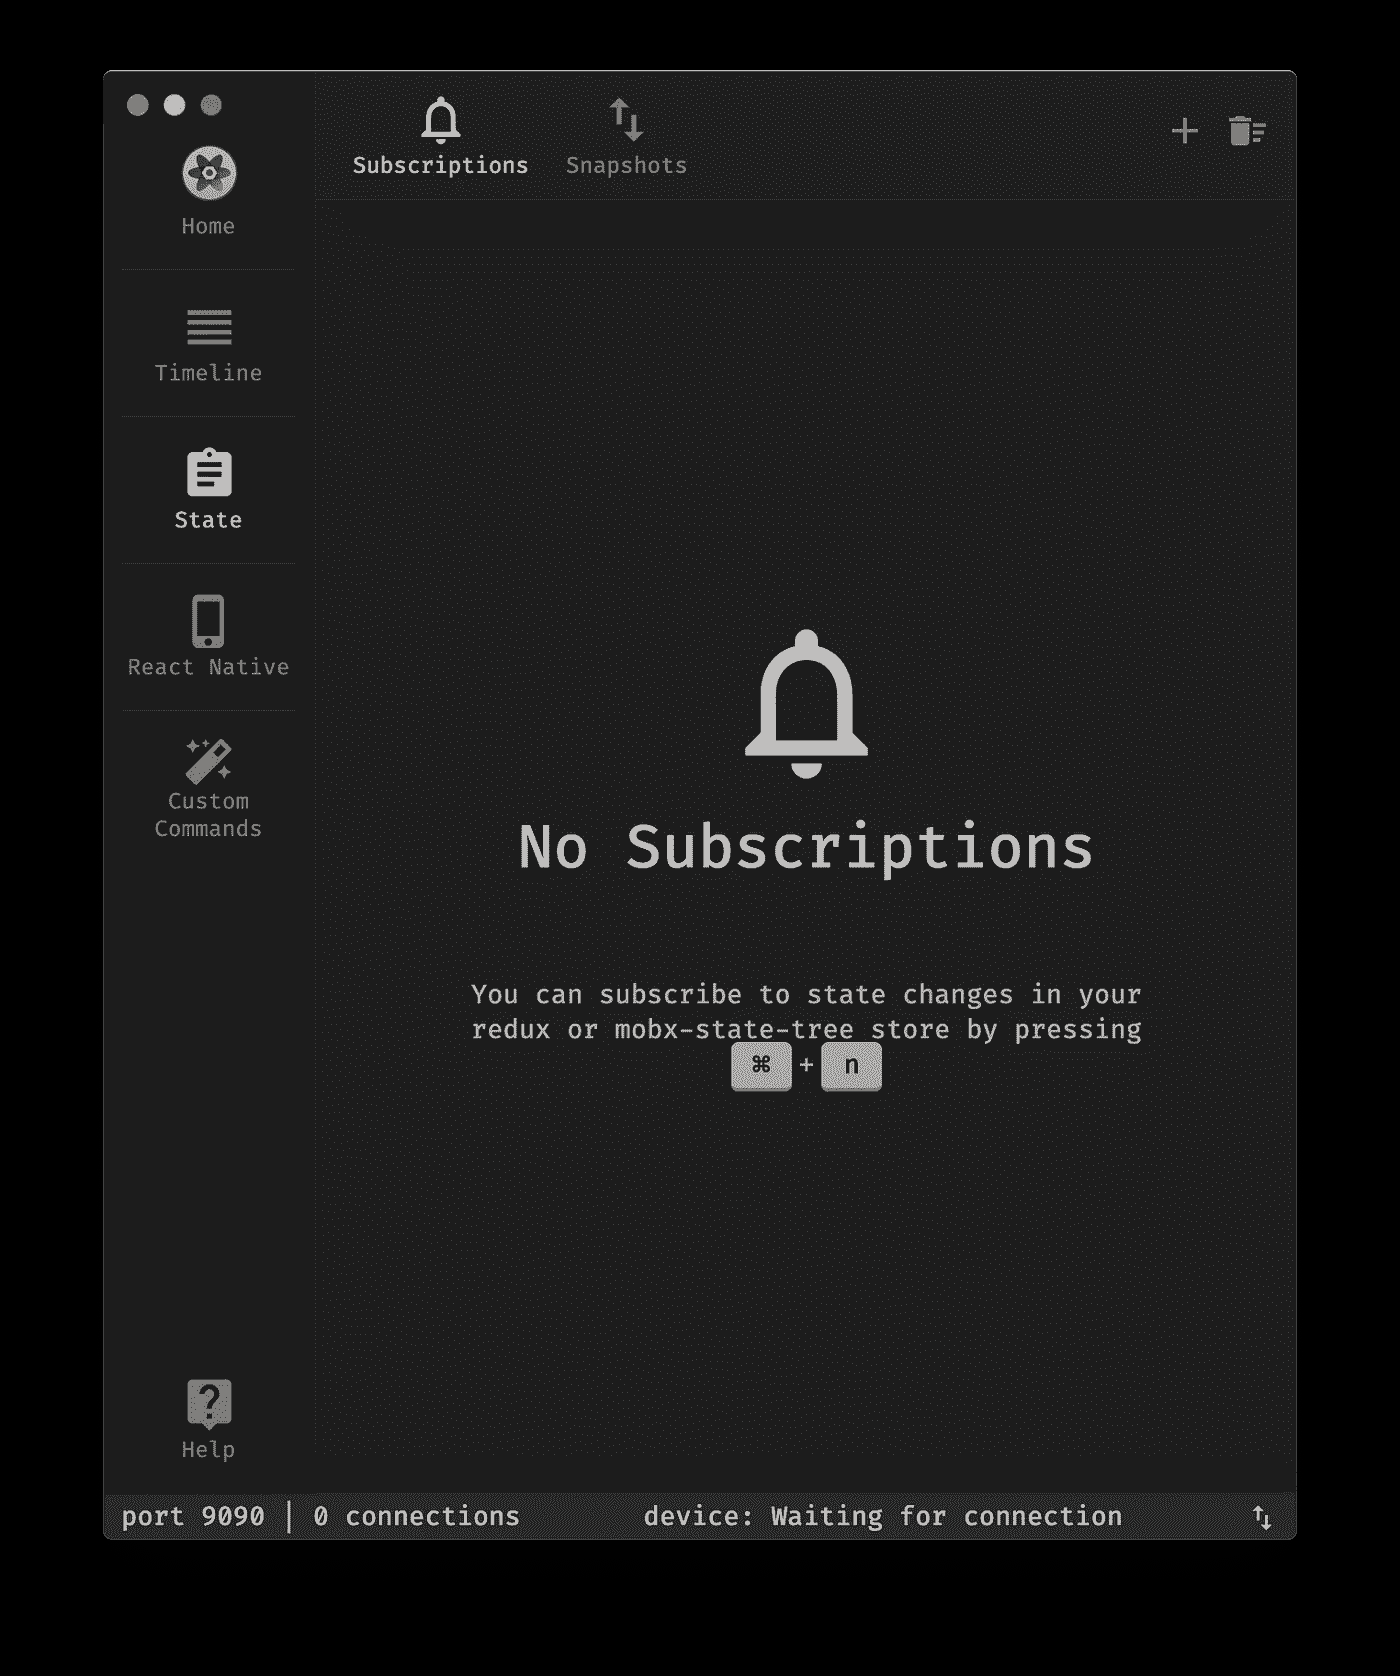 Subscriptions
Snapshots
Home
Timeline
State
React Native
Custom
Commands
No Subscriptions
You can subscribe to state changes in your
redux or mobx-state-tree store by pressing
⌘ + n
Help
port 9090 | 0 connections
device: Waiting for connection